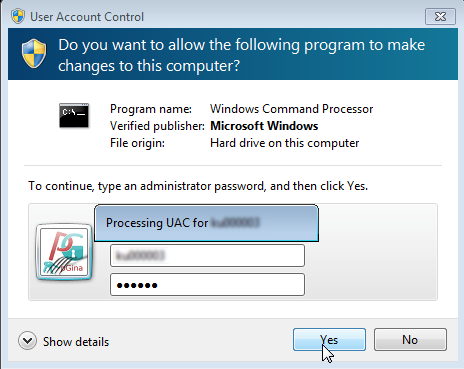 User Account Control
Do you want to allow the following program to make
changes to this computer?
C:\._
Program name: Windows Command Processor
Verified publisher: Microsoft Windows
File origin: Hard drive on this computer
To continue, type an administrator password, and then click Yes.
Processing UAC for
pGina
••••••
Show details
Yes
No